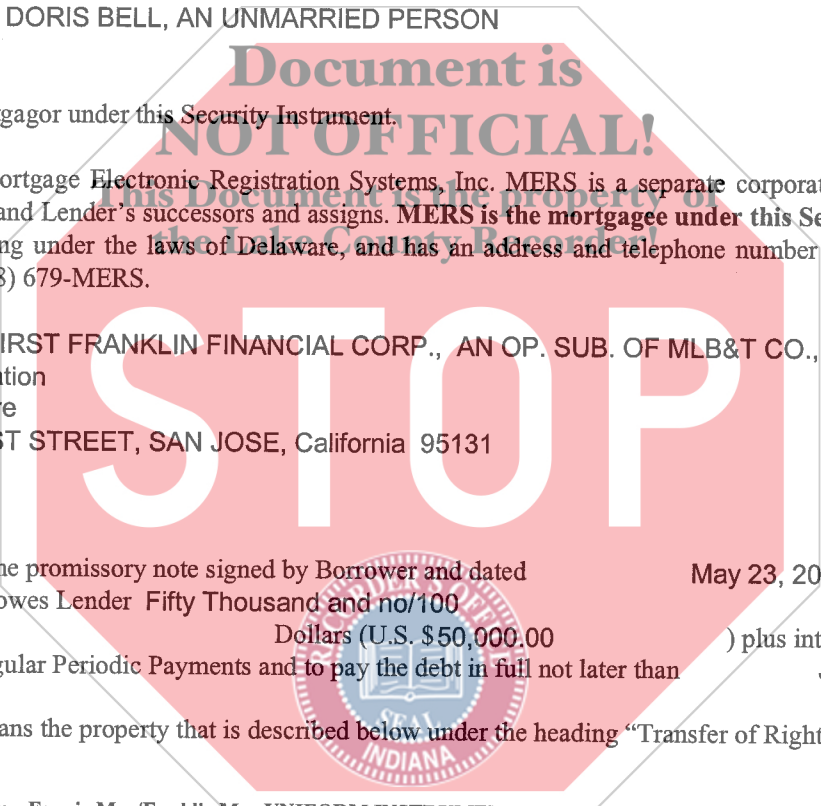 DORIS BELL, AN UNMARRIED PERSON
Document is
gagor under this Security Instrument.
NOT OFFICIAL!
ortgage Electronic Registration Systems, Inc. MERS is a separate corporat
This Document is the property of
and Lender's successors and assigns. MERS is the mortgagee under this Se
the Lake County Recorder!
ng under the laws of Delaware, and has an address and telephone number
8) 679-MERS.
STOP
IRST FRANKLIN FINANCIAL CORP., AN OP. SUB. OF MLB&T CO.,
ation
re
ST STREET, SAN JOSE, California 95131
ne promissory note signed by Borrower and dated May 23, 20
owes Lender Fifty Thousand and no/100
Dollars (U.S. $50,000.00 ) plus int
gular Periodic Payments and to pay the debt in full not later than
ans the property that is described below under the heading "Transfer of Right
RECORDER'S OFFICE
SEAL
INDIANA